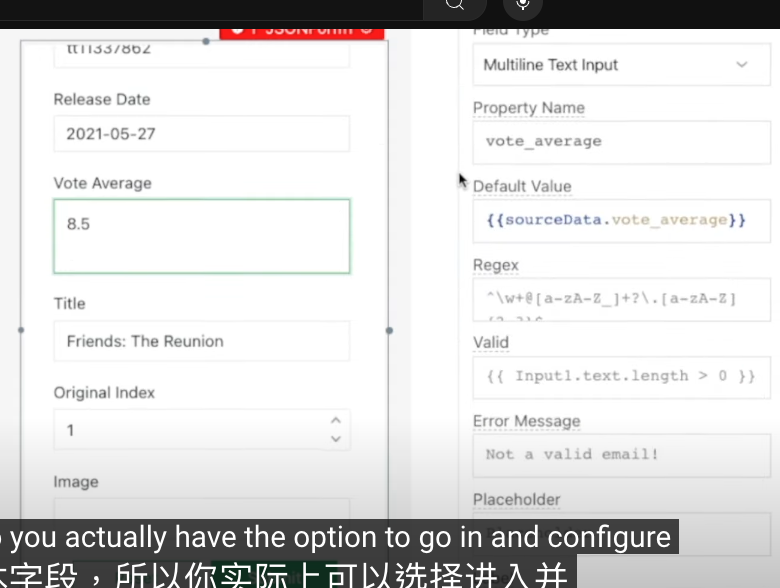 JSONForm1
tt11337862
Release Date
2021-05-27
Vote Average
8.5
Title
Friends: The Reunion
Original Index
1
Image
Field Type
Multiline Text Input
Property Name
vote_average
Default Value
{{sourceData.vote_average}}
Regex
^\w+@[a-zA-Z_]+?\.[a-zA-Z]
Valid
{{ Input1.text.length > 0 }}
Error Message
Not a valid email!
Placeholder
you actually have the option to go in and configure
字段，所以你实际上可以选择进入并